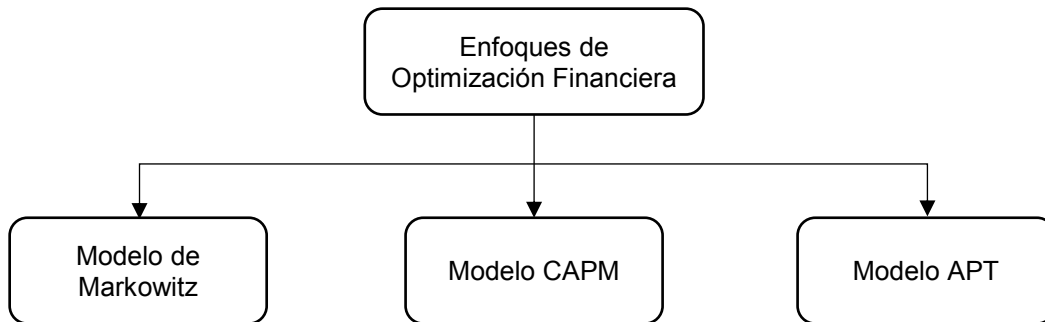 Enfoques de
Optimización Financiera
Modelo de
Markowitz
Modelo CAPM
Modelo APT